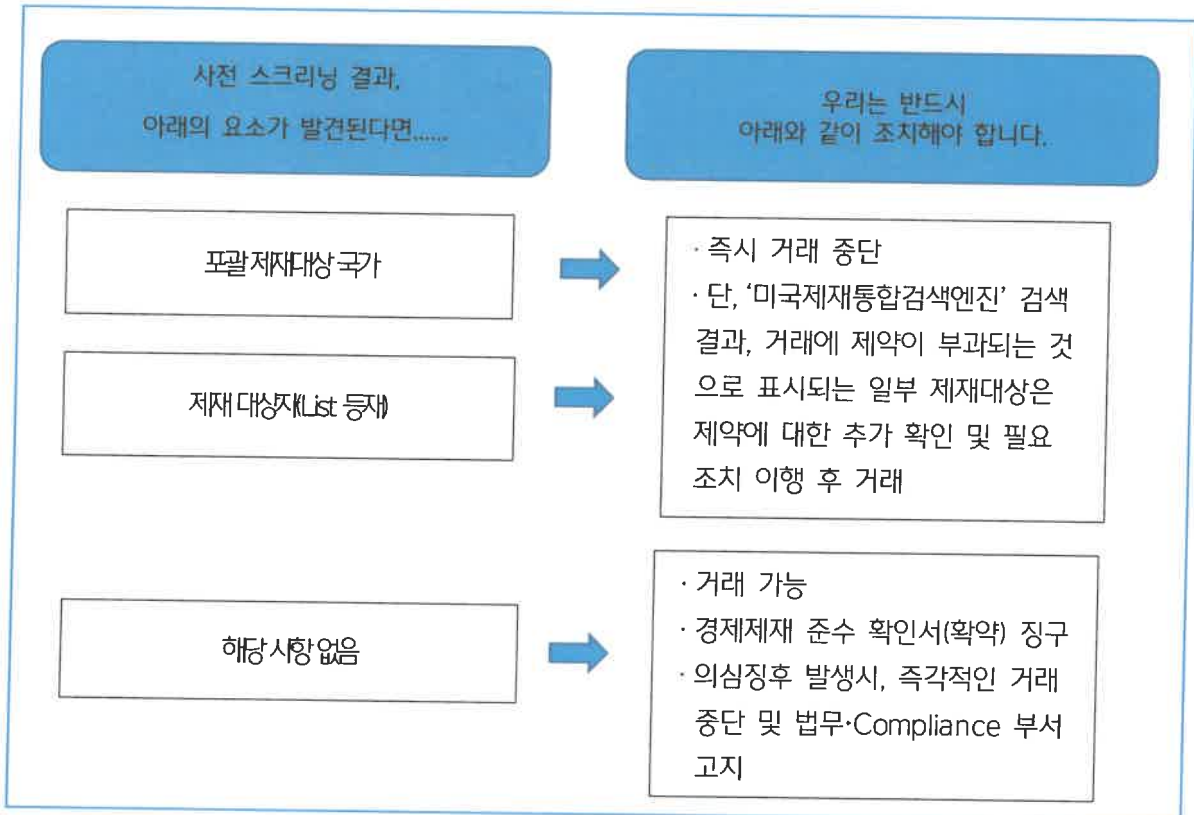 사전 스크리닝 결과,
아래의 요소가 발견된다면......
우리는 반드시
아래와 같이 조치해야 합니다.
포괄 제재대상 국가
제재 대상자(List 등재)
· 즉시 거래 중단
· 단, ‘미국제재통합검색엔진’ 검색
결과, 거래에 제약이 부과되는 것
으로 표시되는 일부 제재대상은
제약에 대한 추가 확인 및 필요
조치 이행 후 거래
해당 사항 없음
· 거래 가능
· 경제제재 준수 확인서(확약) 징구
· 의심징후 발생시, 즉각적인 거래
중단 및 법무·Compliance 부서
고지